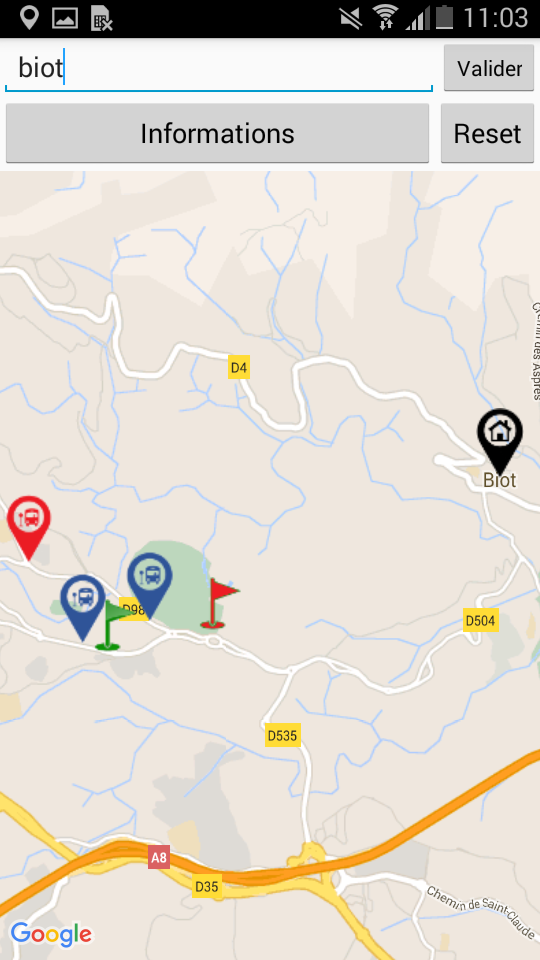 11:03
biot
Valider
Informations
Reset
Chemin des Aspres
D4
Biot
D98
D504
D535
A8
D35
Chemin de Saint-Claude
Google